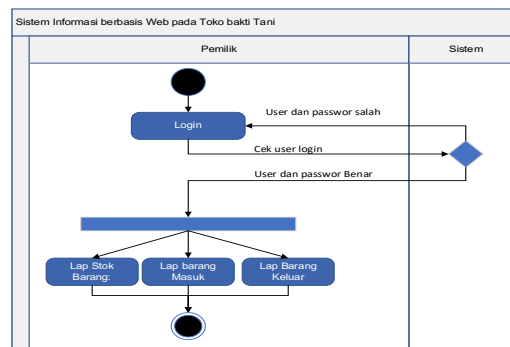 Sistem Informasi berbasis Web pada Toko bakti Tani
Pemilik
Sistem
User dan passwor salah
Login
Cek user login
User dan passwor Benar
Lap Stok
Barang:
Lap barang
Masuk
Lap Barang
Keluar